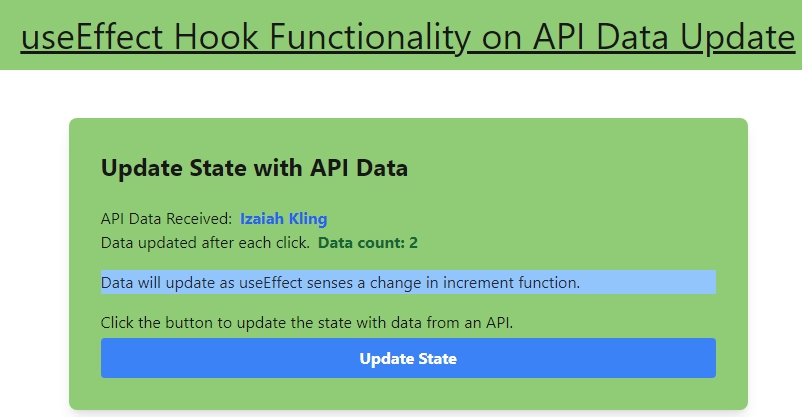 useEffect Hook Functionality on API Data Update
Update State with API Data
API Data Received: Izaiah Kling
Data updated after each click. Data count: 2
Data will update as useEffect senses a change in increment function.
Click the button to update the state with data from an API.
Update State